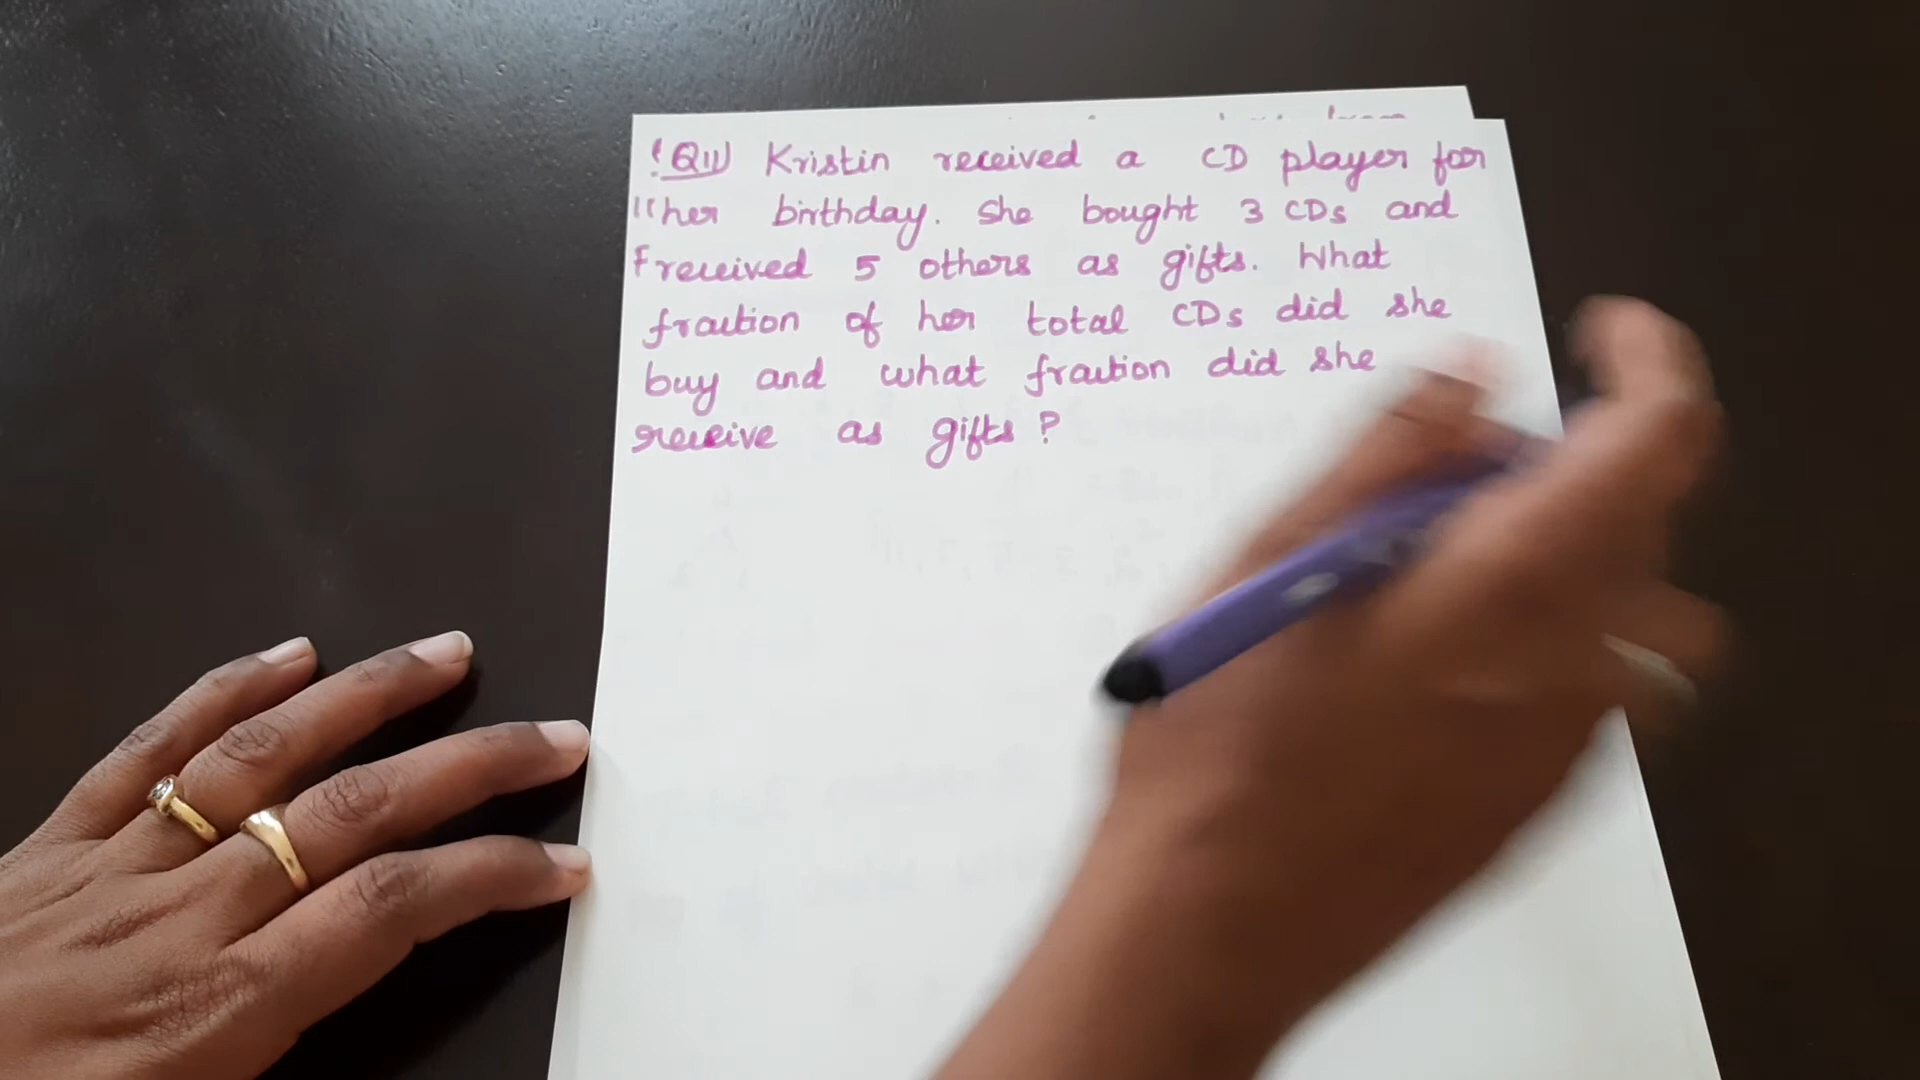 Q11) Kristin received a CD player for
her birthday. She bought 3 CDs and
received 5 others as gifts. What
fraction of her total CDs did she
buy and what fraction did she
receive as gifts?